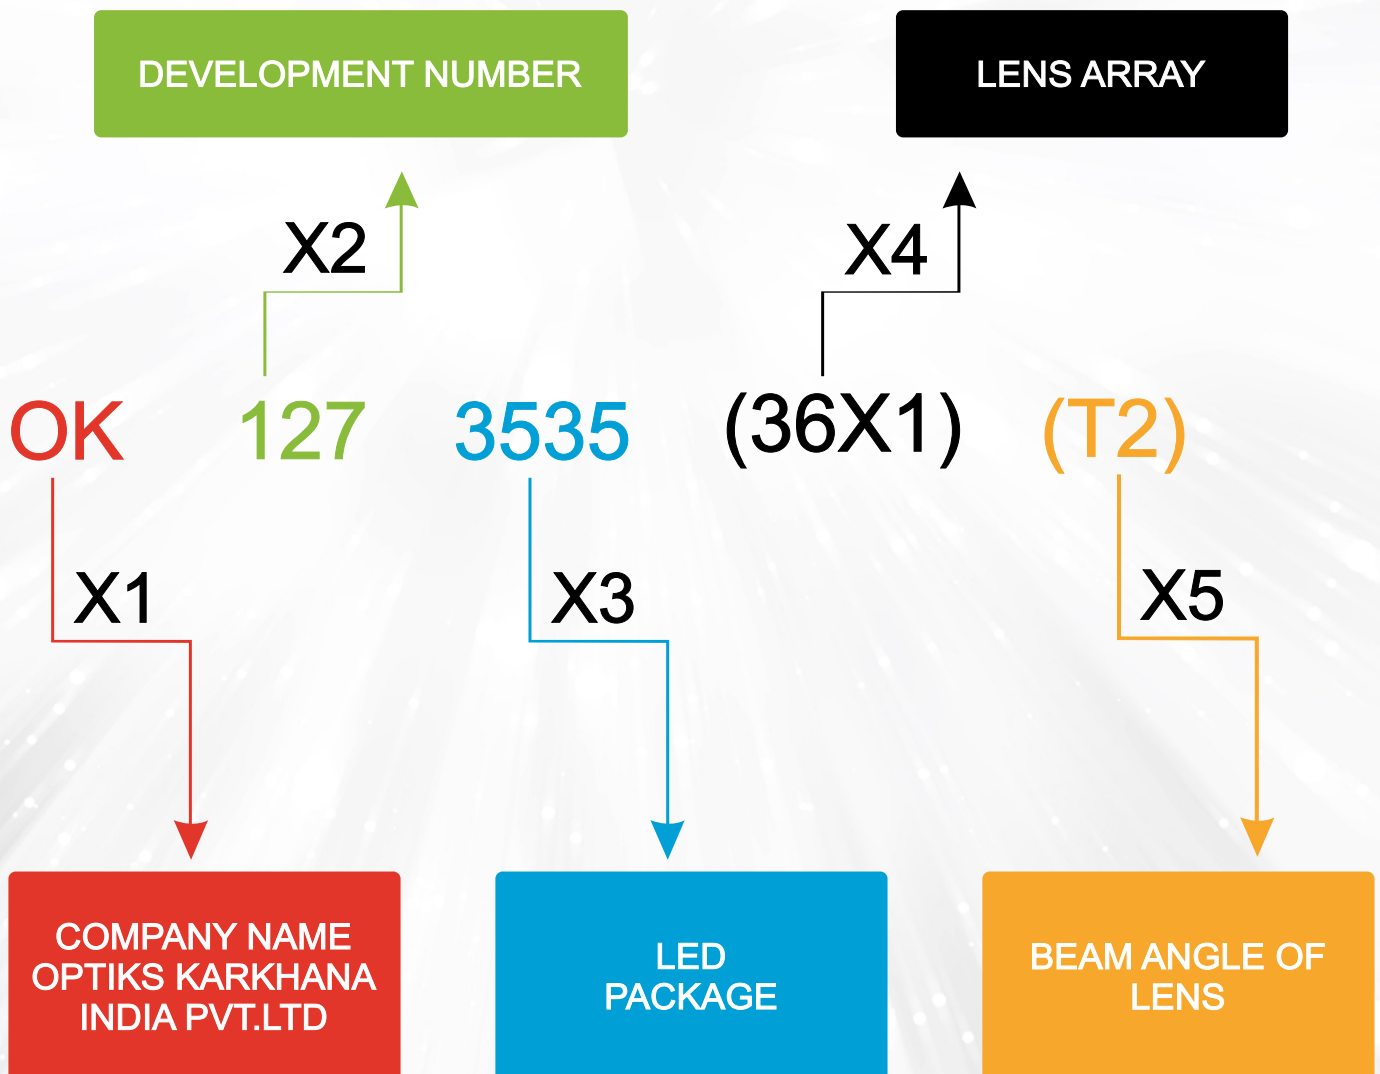 DEVELOPMENT NUMBER
LENS ARRAY
X2
X4
OK 127 3535 (36X1) (T2)
X1
X3
X5
COMPANY NAME
OPTIKS KARKHANA
INDIA PVT.LTD
LED
PACKAGE
BEAM ANGLE OF
LENS